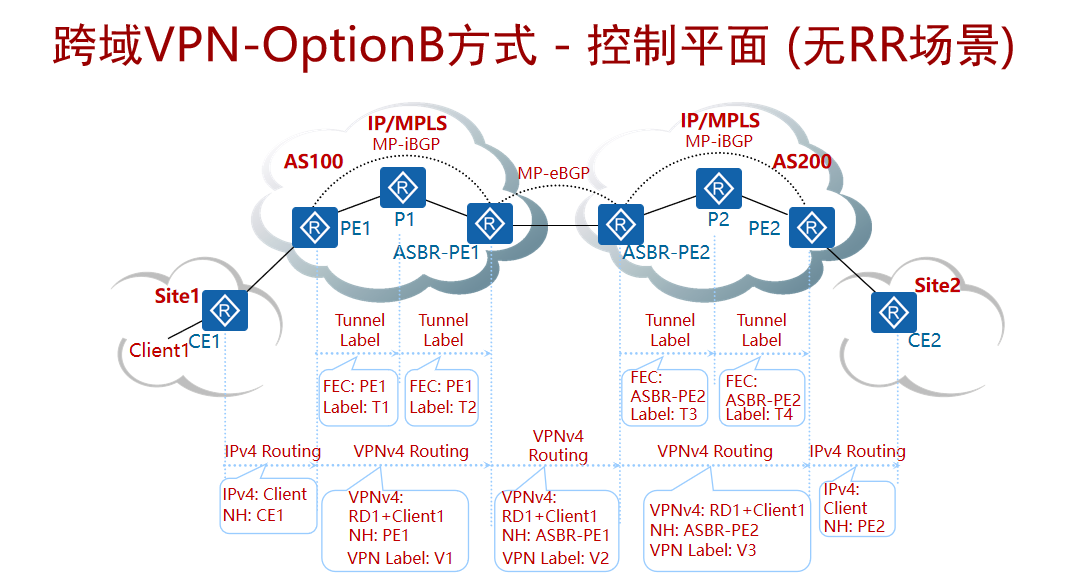 跨域VPN-OptionB方式 - 控制平面 (无RR场景)
IP/MPLS
MP-iBGP
AS100
R
P1
R
PE1
R
ASBR-PE1
MP-eBGP
IP/MPLS
MP-iBGP
AS200
R
P2
R
ASBR-PE2
R
PE2
Site1
R
CE1
Client1
Site2
R
CE2
Tunnel
Label
Tunnel
Label
Tunnel
Label
Tunnel
Label
FEC: PE1
Label: T1
FEC: PE1
Label: T2
FEC:
ASBR-PE2
Label: T3
FEC:
ASBR-PE2
Label: T4
IPv4 Routing
VPNv4 Routing
VPNv4
Routing
VPNv4 Routing
IPv4 Routing
IPv4: Client
NH: CE1
VPNv4:
RD1+Client1
NH: PE1
VPN Label: V1
VPNv4:
RD1+Client1
NH: ASBR-PE1
VPN Label: V2
VPNv4: RD1+Client1
NH: ASBR-PE2
VPN Label: V3
IPv4:
Client
NH: PE2